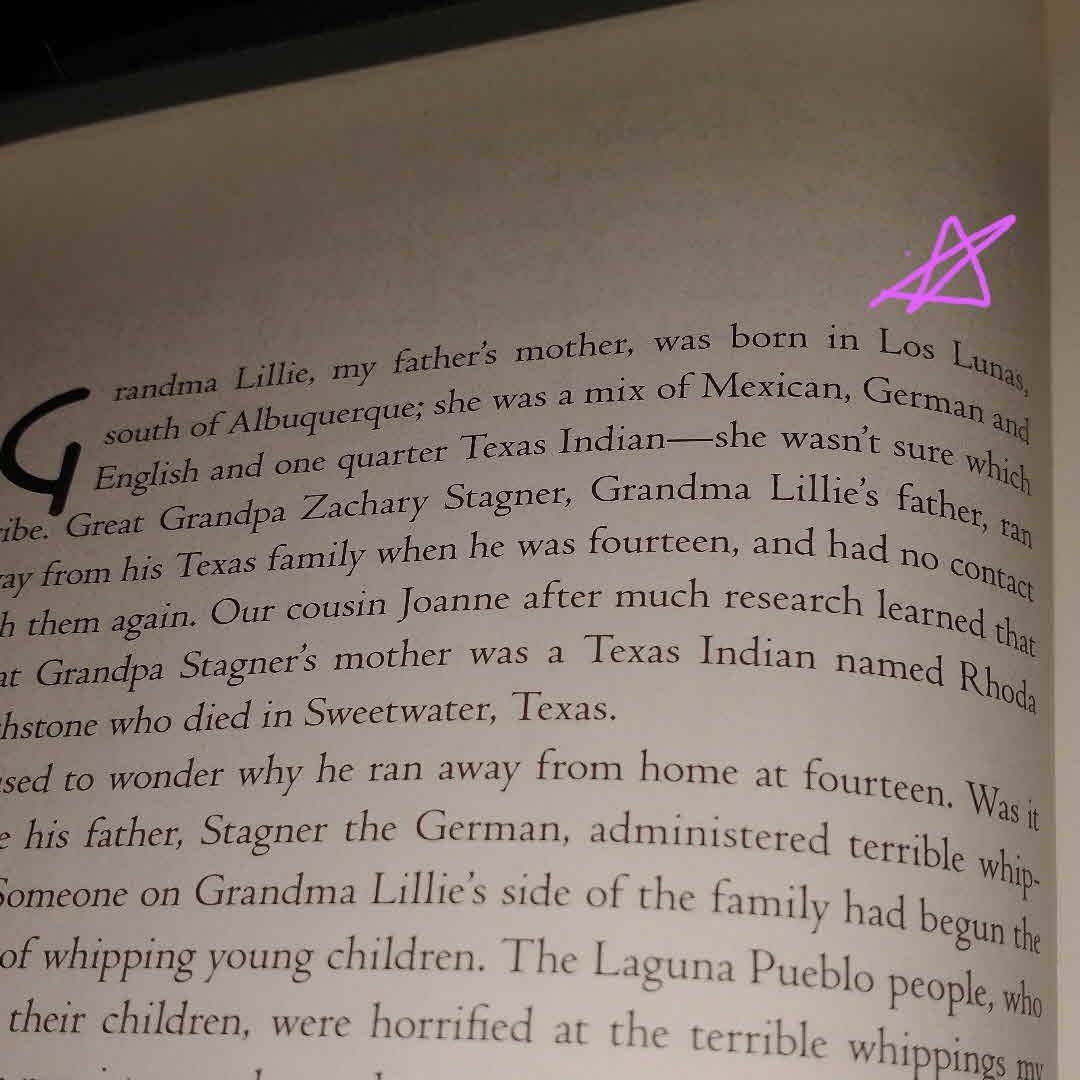 Grandma Lillie, my father's mother, was born in Los Lunas,
south of Albuquerque; she was a mix of Mexican, German and
English and one quarter Texas Indian—she wasn't sure which
ibe. Great Grandpa Zachary Stagner, Grandma Lillie's father, ran
ay from his Texas family when he was fourteen, and had no contact
h them again. Our cousin Joanne after much research learned that
at Grandpa Stagner's mother was a Texas Indian named Rhoda
hstone who died in Sweetwater, Texas.
sed to wonder why he ran away from home at fourteen. Was it
e his father, Stagner the German, administered terrible whip-
Someone on Grandma Lillie's side of the family had begun the
of whipping young children. The Laguna Pueblo people, who
their children, were horrified at the terrible whippings my